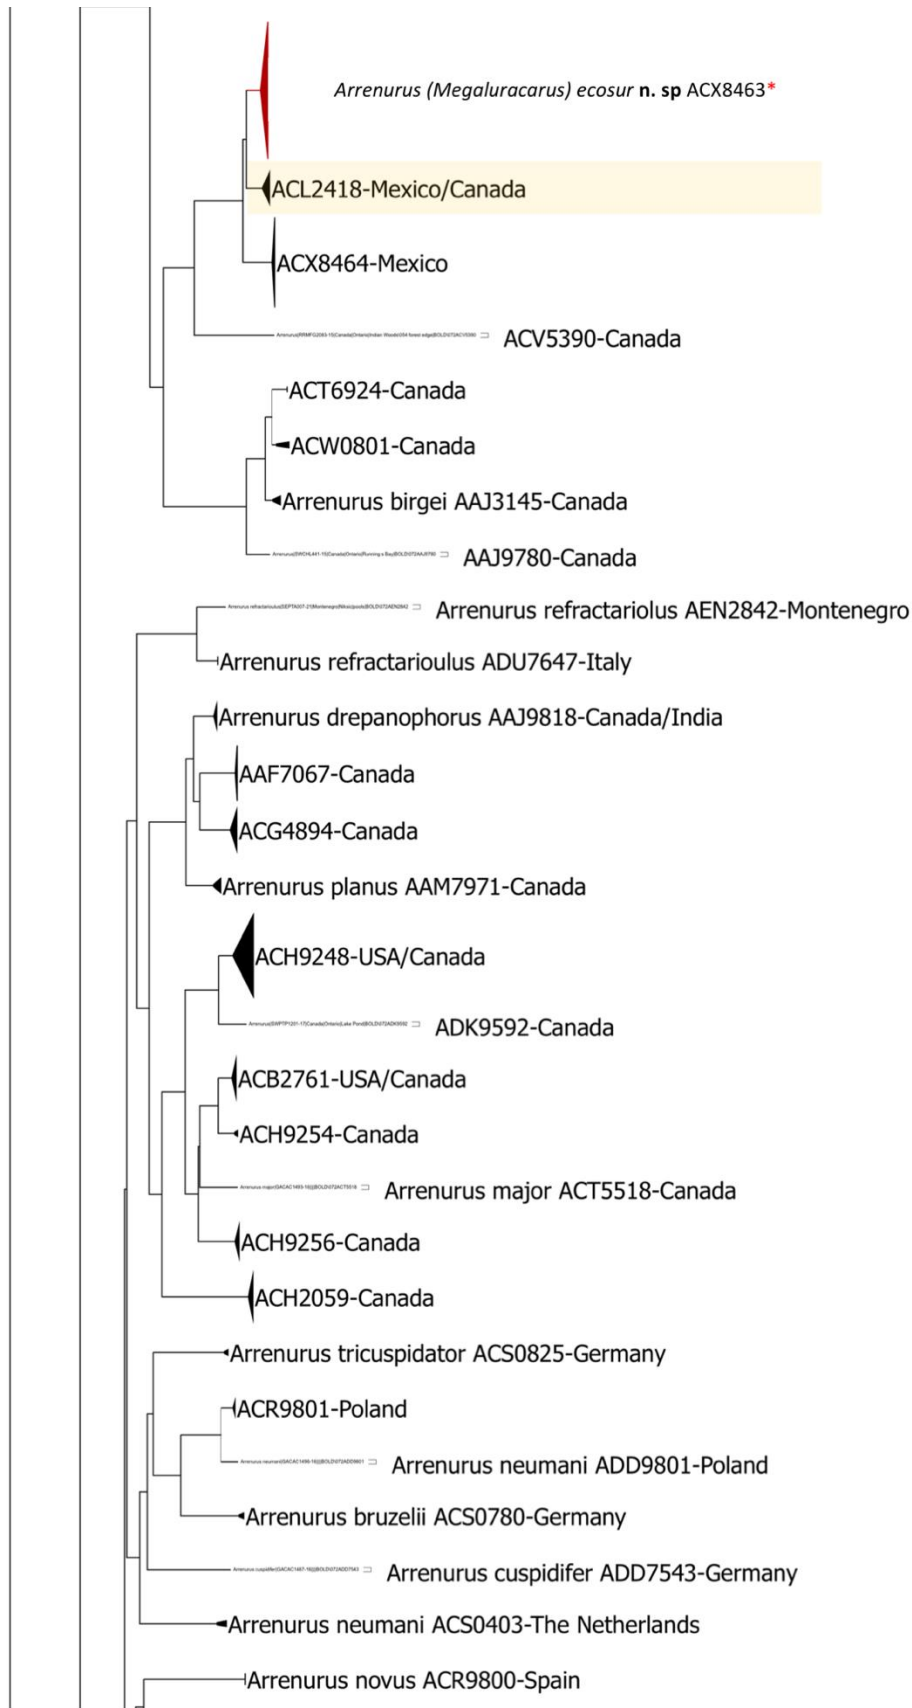 Arrenurus (Megaluracarus) ecosur n. sp ACX8463*
ACL2418-Mexico/Canada
ACX8464-Mexico
ACV5390-Canada
ACT6924-Canada
ACW0801-Canada
Arrenurus birgei AAJ3145-Canada
AAJ9780-Canada
Arrenurus refractariolus AEN2842-Montenegro
Arrenurus refractarioulus ADU7647-Italy
Arrenurus drepanophorus AAJ9818-Canada/India
AAF7067-Canada
ACG4894-Canada
Arrenurus planus AAM7971-Canada
ACH9248-USA/Canada
ADK9592-Canada
ACB2761-USA/Canada
ACH9254-Canada
Arrenurus major ACT5518-Canada
ACH9256-Canada
ACH2059-Canada
Arrenurus tricuspidator ACS0825-Germany
ACR9801-Poland
Arrenurus neumani ADD9801-Poland
Arrenurus bruzelii ACS0780-Germany
Arrenurus cuspidifer ADD7543-Germany
Arrenurus neumani ACS0403-The Netherlands
Arrenurus novus ACR9800-Spain